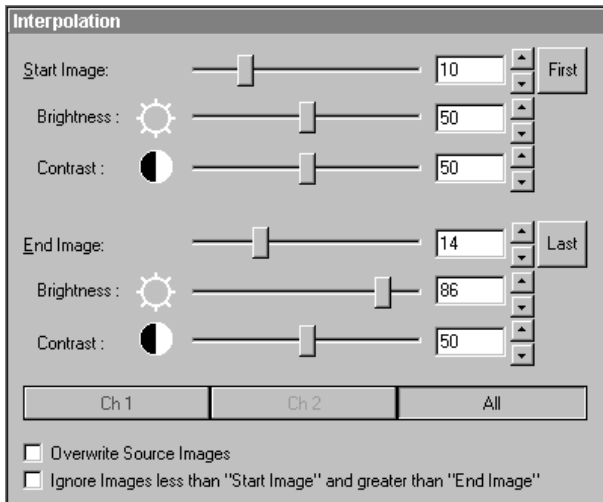 Interpolation
Start Image: 10 First
Brightness : 50
Contrast : 50
End Image: 14 Last
Brightness : 86
Contrast : 50
Ch 1 Ch 2 All
Overwrite Source Images
Ignore Images less than "Start Image" and greater than "End Image"